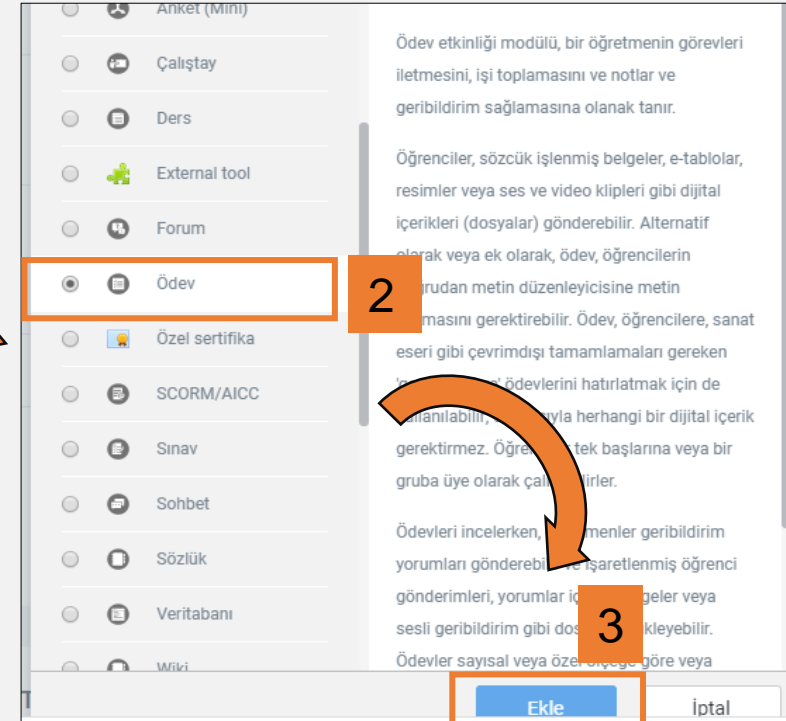 Anket (Mini)
Çalıştay
Ders
External tool
Forum
Ödev
2
Özel sertifika
SCORM/AICC
Sınav
Sohbet
Sözlük
Veritabanı
Wiki
Ödev etkinliği modülü, bir öğretmenin görevleri
iletmesini, işi toplamasını ve notlar ve
geribildirim sağlamasına olanak tanır.
Öğrenciler, sözcük işlenmiş belgeler, e-tablolar,
resimler veya ses ve video klipleri gibi dijital
içerikleri (dosyalar) gönderebilir. Alternatif
olarak veya ek olarak, ödev, öğrencilerin
metin düzenleyicisine metin
gerektirebilir. Ödev, öğrencilere, sanat
eseri gibi çevrimdışı tamamlamaları gereken
ödevlerini hatırlatmak için de
kullanılabilir, herhangi bir dijital içerik
gerektirmez. tek başlarına veya bir
gruba üye olarak
Ödevleri incelerken, geribildirim
yorumları işaretlenmiş öğrenci
gönderimleri, yorumlar veya
sesli geribildirim gibi
3
Ödevler sayısal veya göre veya
Ekle
İptal